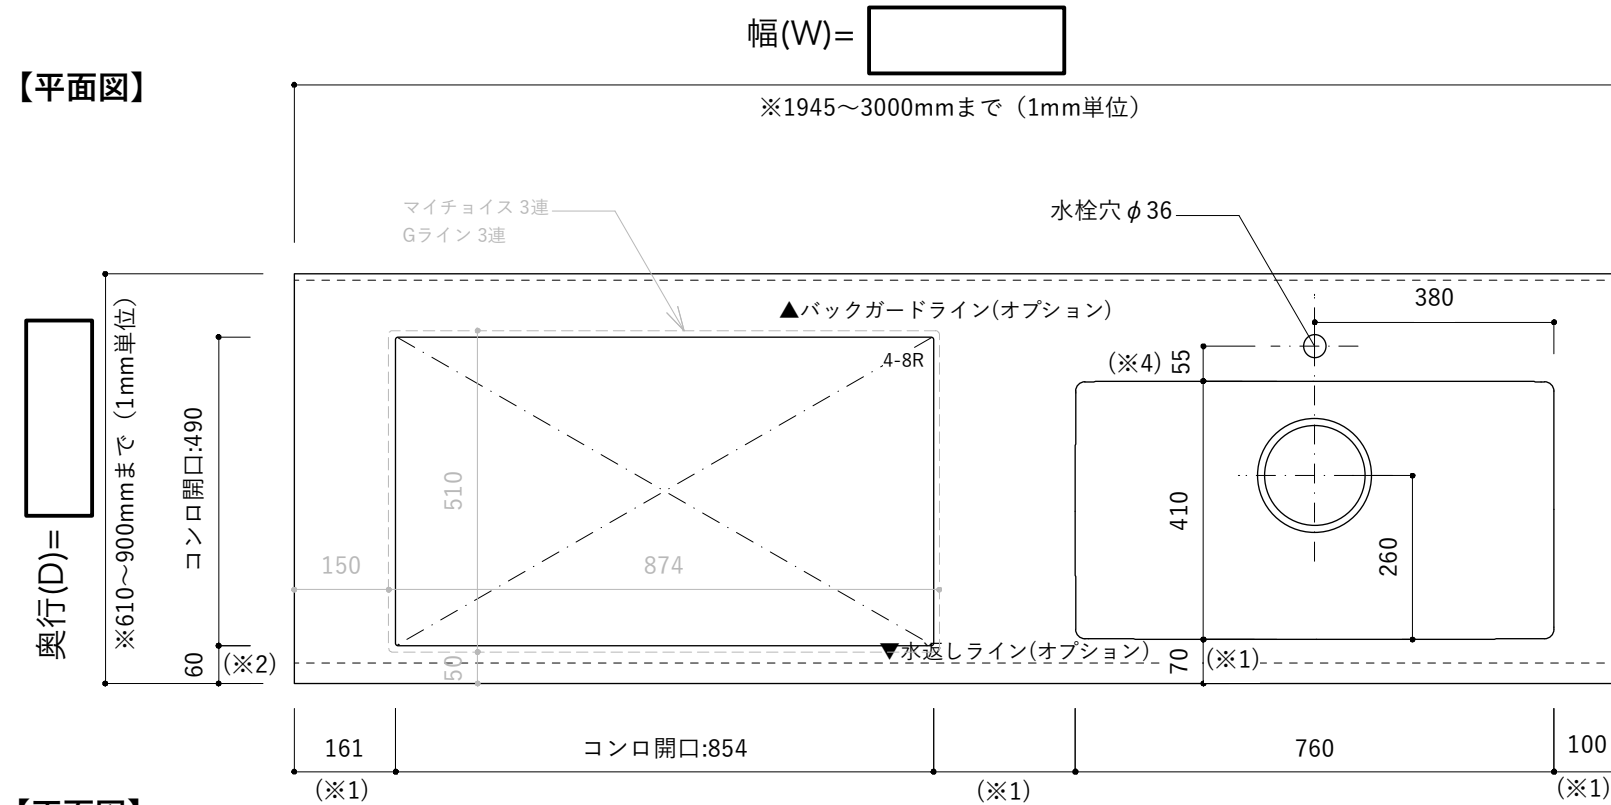 幅(W)=
【平面図】
※1945～3000mmまで（1mm単位）
マイチョイス 3連
Gライン 3連
水栓穴φ36
▲バックガードライン(オプション)
380
4-8R
(※4)
55
奥行(D)=
※610～900mmまで（1mm単位）
コンロ開口:490
510
410
260
150
874
60
(※2)
50
▼水返しライン(オプション)
70
(※1)
161
コンロ開口:854
760
100
(※1)
(※1)
(※1)